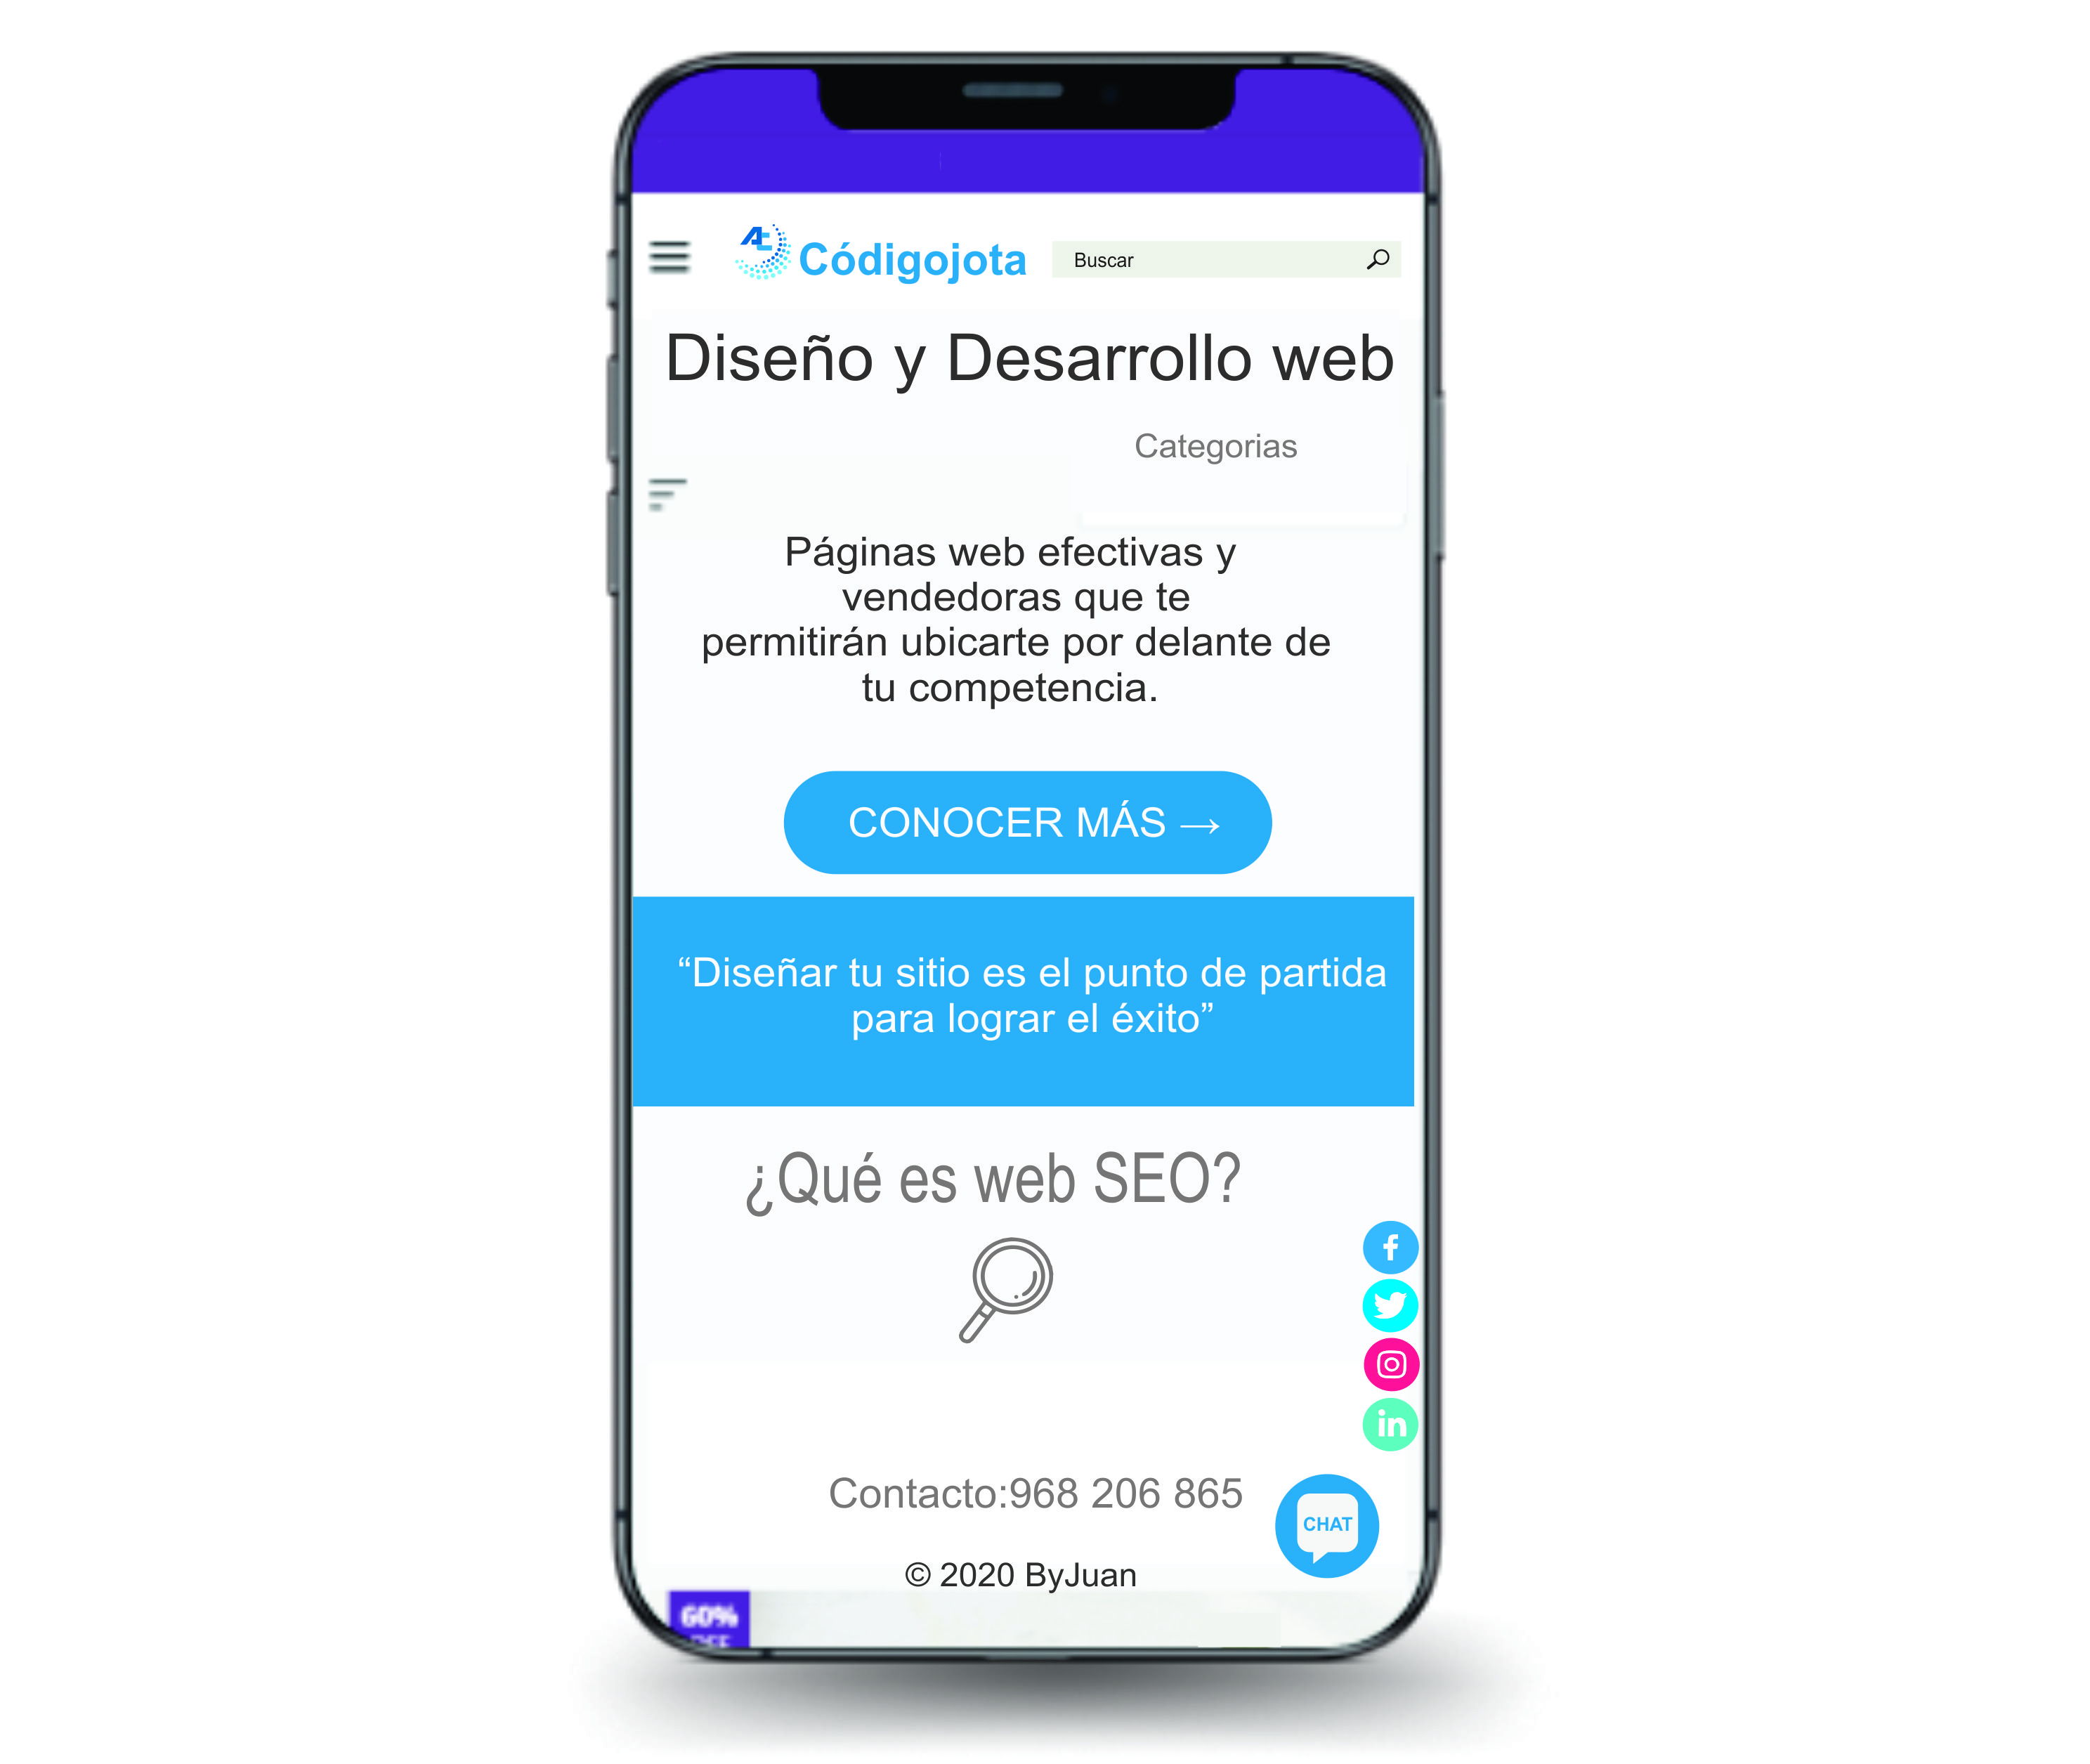 Códigojota
Buscar
Diseño y Desarrollo web
Categorias
Páginas web efectivas y
vendedoras que te
permitirán ubicarte por delante de
tu competencia.
CONOCER MÁS →
“Diseñar tu sitio es el punto de partida
para lograr el éxito”
¿Qué es web SEO?
f
in
Contacto:968 206 865
CHAT
© 2020 ByJuan
60%